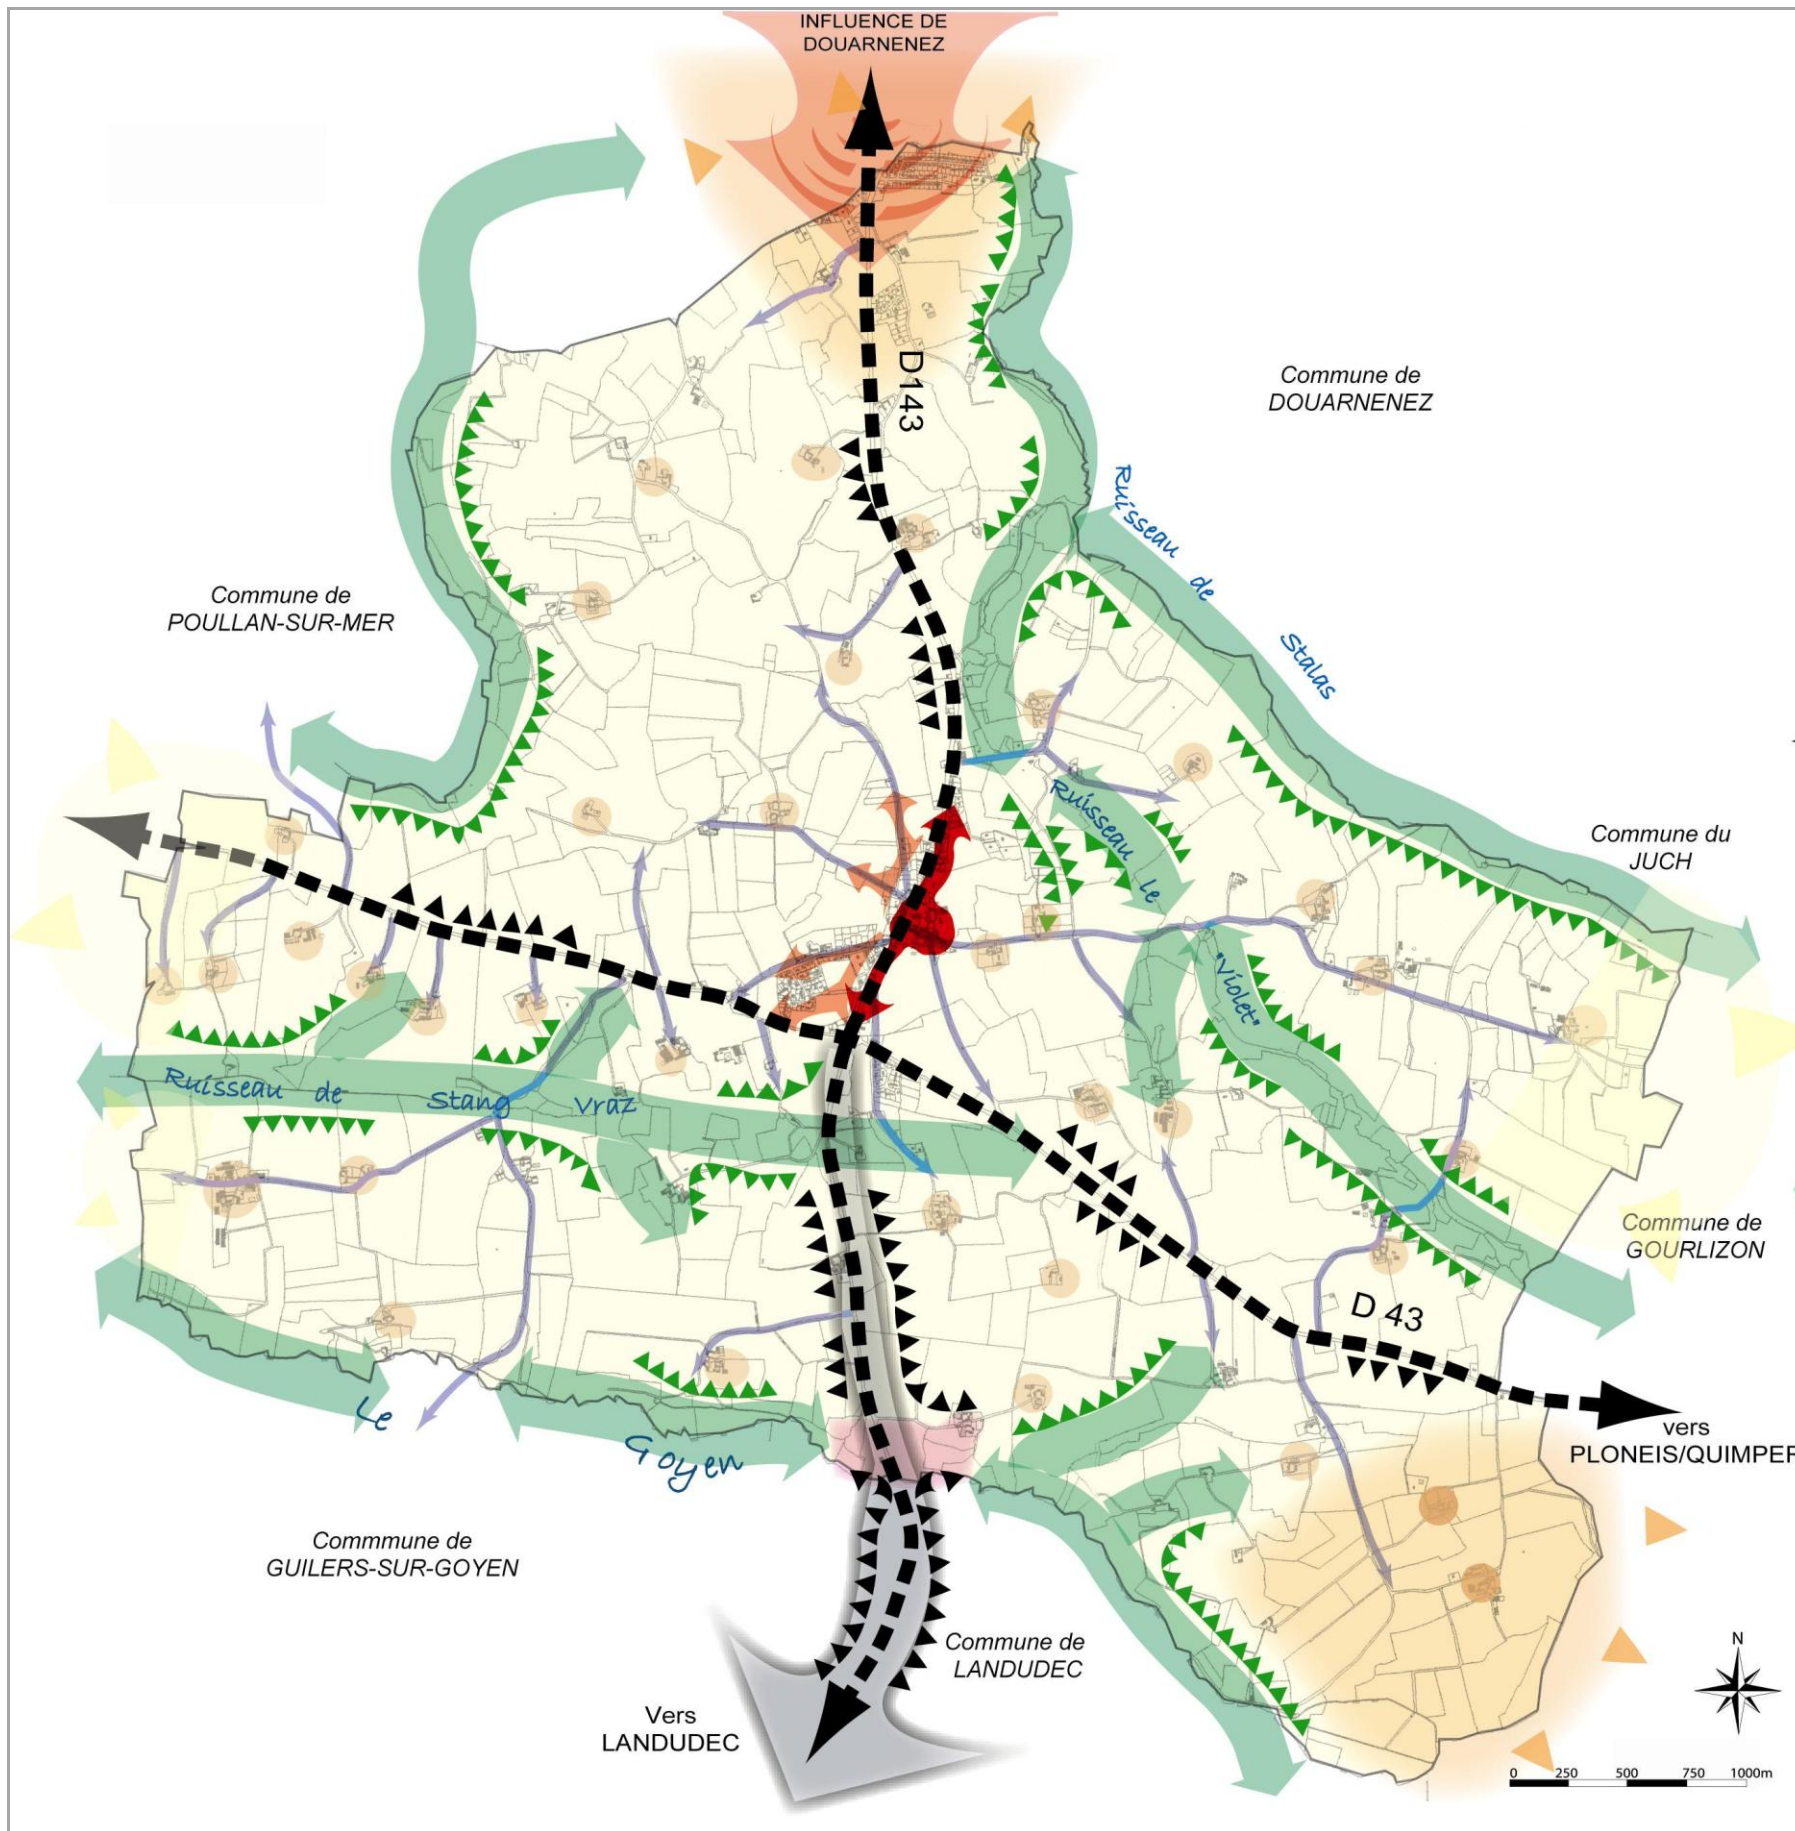 INFLUENCE DE
DOUARNENEZ
D143
Commune de
DOUARNENEZ
Ruisseau de Stalas
Commune de
POULLAN-SUR-MER
Ruisseau le "Violet"
Commune du
JUCH
Ruisseau de Stang Vraz
Commune de
GOURLIZON
D 43
vers
PLONEIS/QUIMPER
Le Goyen
Commmune de
GUILERS-SUR-GOYEN
Commune de
LANDUDEC
Vers
LANDUDEC
N
0 250 500 750 1000m